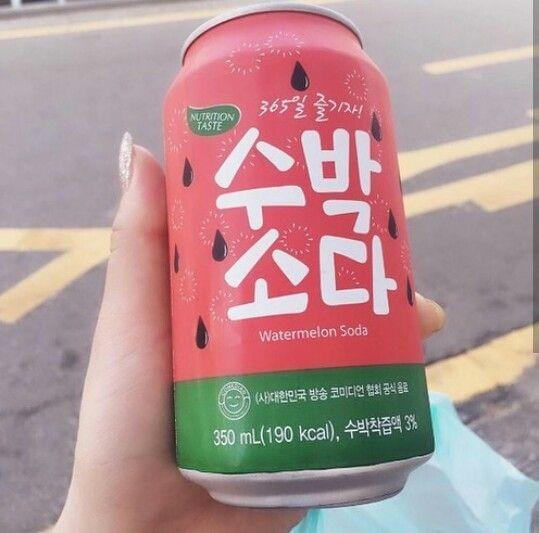 NUTRITION
TASTE
365일 즐기자!
수박
소다
Watermelon Soda
(사)대한민국 방송 코미디언 협회 공식 음료
350 mL(190 kcal), 수박착즙액 3%